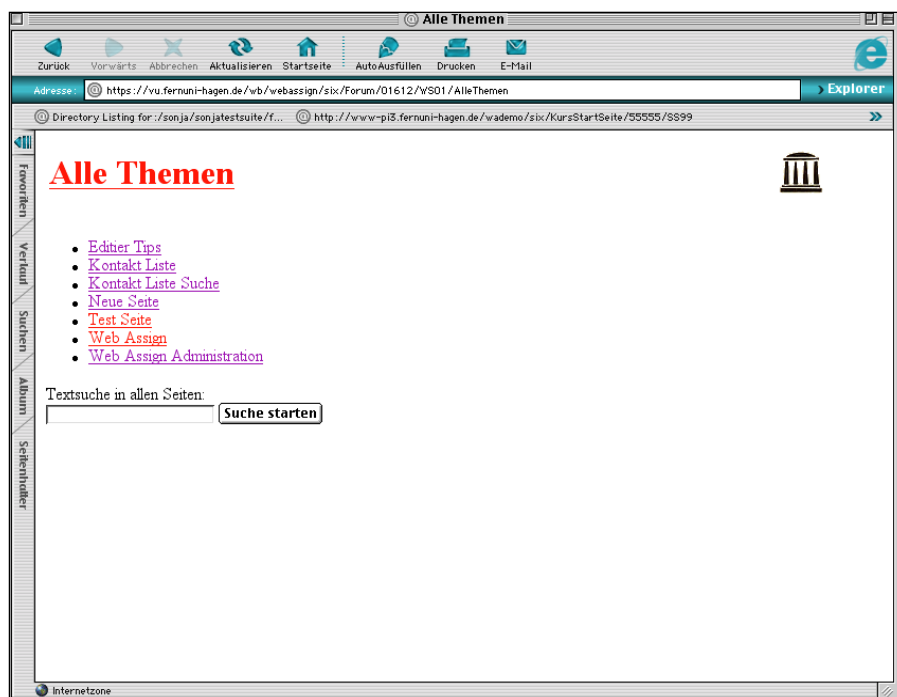 Alle Themen
Zurück Vorwärts Abbrechen Aktualisieren Startseite AutoAusfüllen Drucken E-Mail
Adresse: @ https://vu.fernuni-hagen.de/wb/webassign/six/Forum/01612/WS01/AlleThemen › Explorer
@ Directory Listing for:/sonja/sonjatestsuite/f... @ http://www-pi3.fernuni-hagen.de/wademo/six/KursStartSeite/55555/SS99 »
Favoriten
Verlauf
Suchen
Album
Seitenhalter
Alle Themen
• Editier Tips
• Kontakt Liste
• Kontakt Liste Suche
• Neue Seite
• Test Seite
• Web Assign
• Web Assign Administration
Textsuche in allen Seiten:
Suche starten
Internetzone